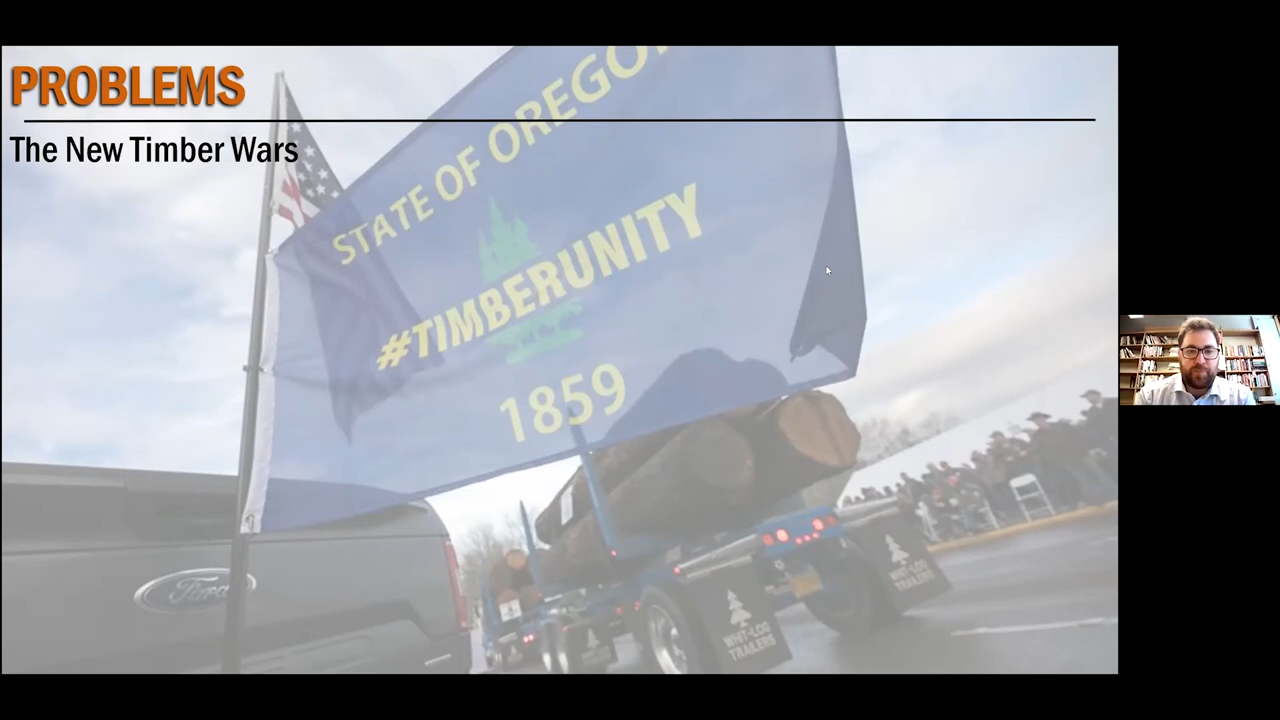 PROBLEMS
The New Timber Wars
STATE OF OREGO
#TIMBERUNITY
1859
Ford
WHIT-LOG
TRAILERS
WHIT-LOG
TRAILERS